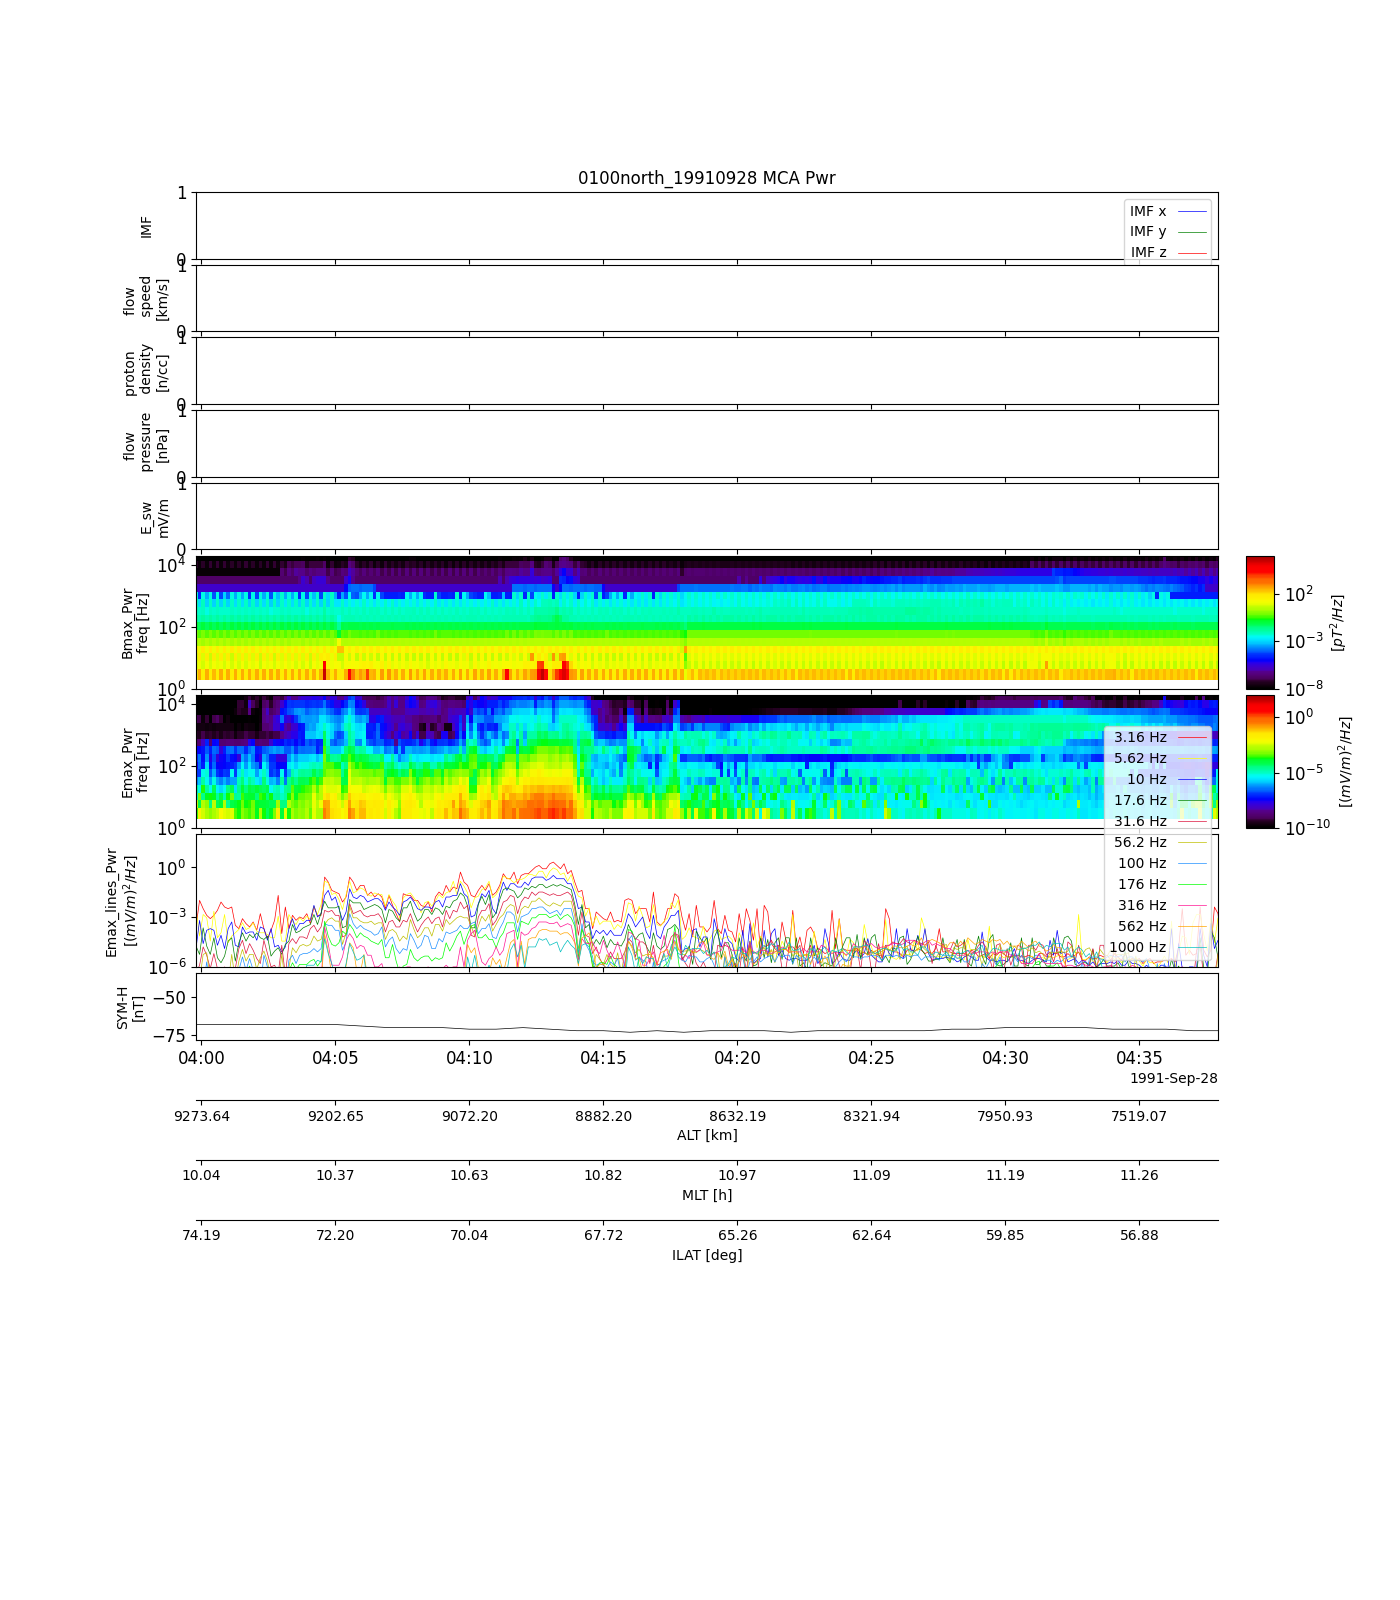 0100north_19910928 MCA Pwr
1
IMF
0
IMF x
IMF y
IMF z
1
flow
speed
[km/s]
0
1
proton
density
[n/cc]
0
1
flow
pressure
[nPa]
0
1
E_sw
mV/m
0
10^4
10^2
10^0
Bmax_Pwr
freq [Hz]
10^2
10^-3
10^-8
[pT^2/Hz]
10^4
10^2
10^0
Emax_Pwr
freq [Hz]
10^0
10^-5
10^-10
[(mV/m)^2/Hz]
3.16 Hz
5.62 Hz
10 Hz
17.6 Hz
31.6 Hz
56.2 Hz
100 Hz
176 Hz
316 Hz
562 Hz
1000 Hz
10^0
10^-3
10^-6
Emax_lines_Pwr
[(mV/m)^2/Hz]
−50
−75
SYM-H
[nT]
04:00 04:05 04:10 04:15 04:20 04:25 04:30 04:35
1991-Sep-28
9273.64 9202.65 9072.20 8882.20 8632.19 8321.94 7950.93 7519.07
ALT [km]
10.04 10.37 10.63 10.82 10.97 11.09 11.19 11.26
MLT [h]
74.19 72.20 70.04 67.72 65.26 62.64 59.85 56.88
ILAT [deg]